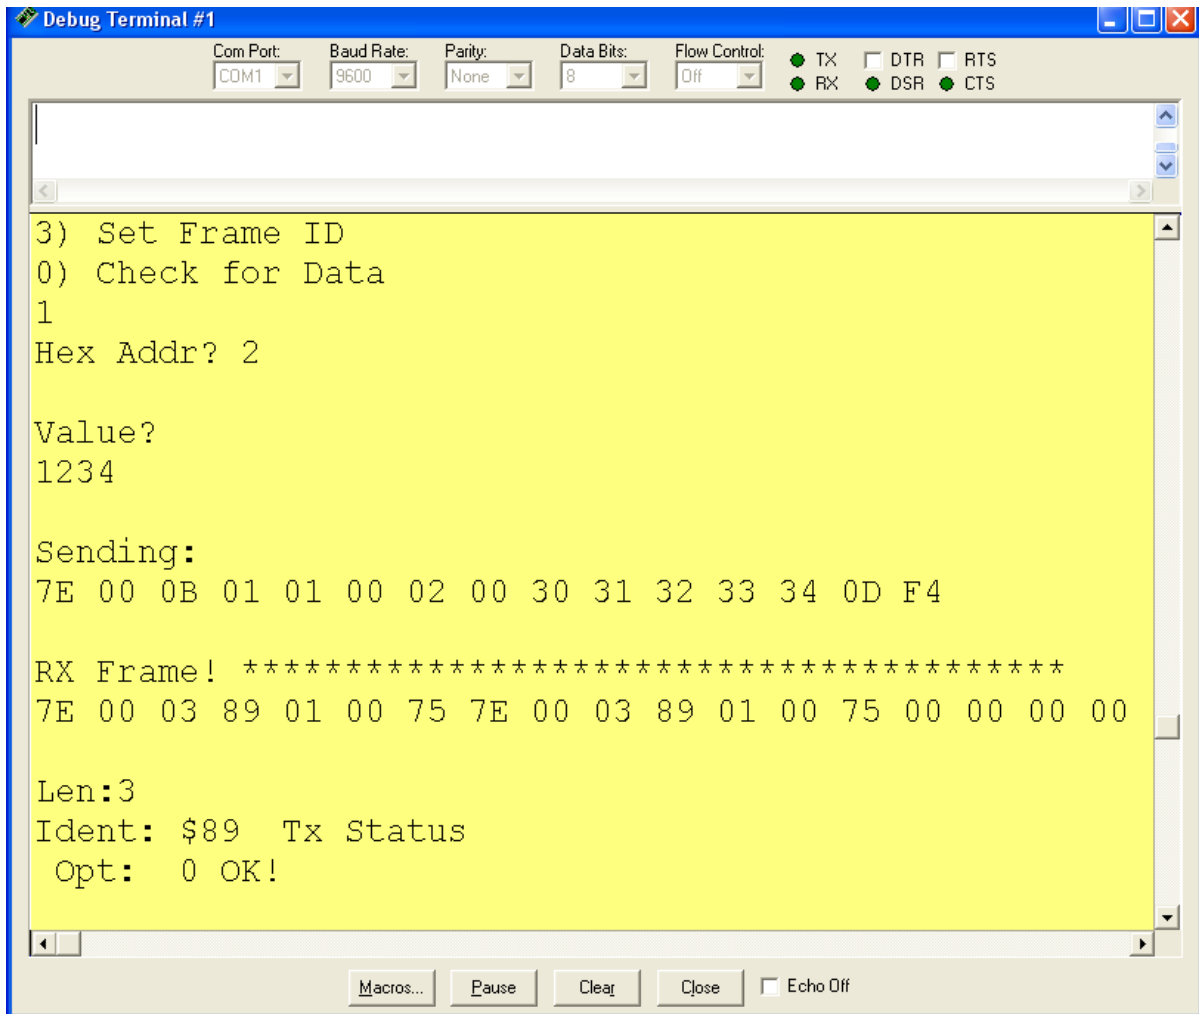 Debug Terminal #1
Com Port: Baud Rate: Parity: Data Bits: Flow Control:
COM1 9600 None 8 Off
TX DTR RTS
RX DSR CTS
3) Set Frame ID
0) Check for Data
1
Hex Addr? 2
Value?
1234
Sending:
7E 00 0B 01 01 00 02 00 30 31 32 33 34 0D F4
RX Frame! ****************************************
7E 00 03 89 01 00 75 7E 00 03 89 01 00 75 00 00 00 00
Len:3
Ident: $89  Tx Status
Opt:  0 OK!
Macros... Pause Clear Close Echo Off